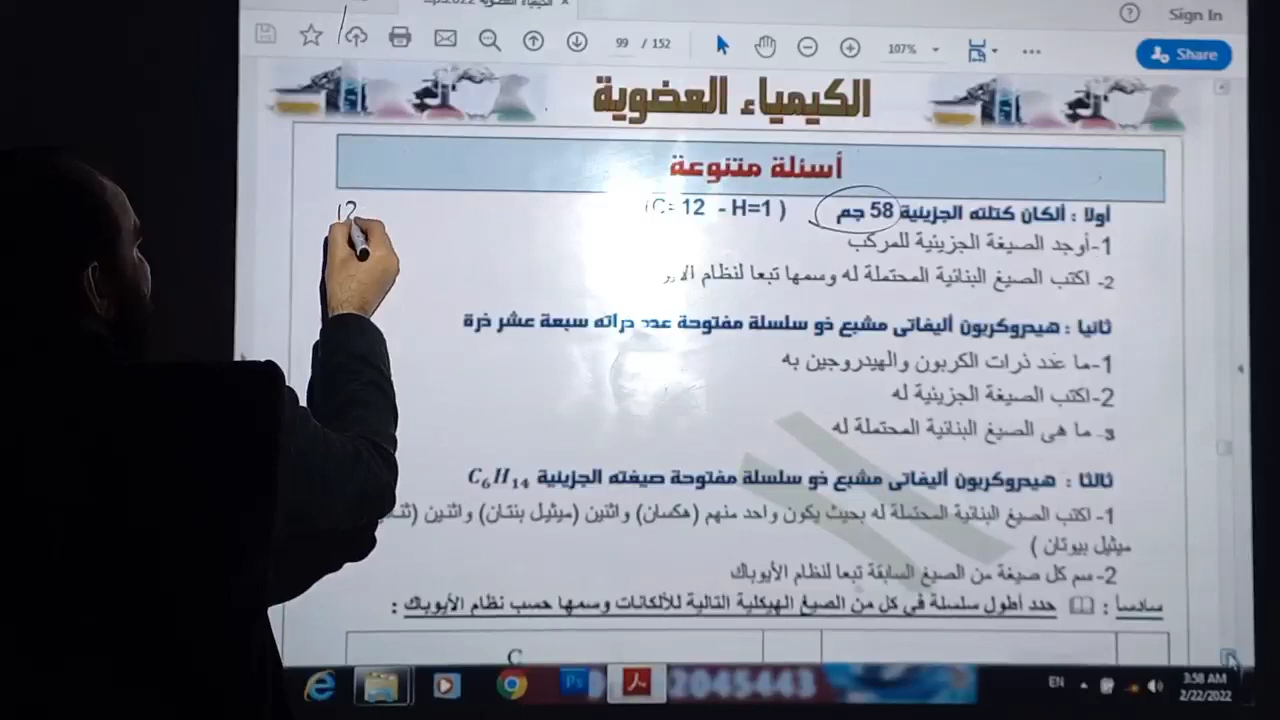 الكيمياء العضوية
Sign In
99 / 152
107%
Share
الكيمياء العضوية
أسئلة متنوعة
أولا : ألكان كتلته الجزيئية 58 جم (C= 12 - H=1 )
12
1-أوجد الصيغة الجزيئية للمركب
2- اكتب الصيغ البنائية المحتملة له وسمها تبعا لنظام
ثانيا : هيدروكربون أليفاتى مشبع ذو سلسلة مفتوحة عدد ذراته سبعة عشر ذرة
1-ما عدد ذرات الكربون والهيدروجين به
2-اكتب الصيغة الجزيئية له
3- ما هى الصيغ البنائية المحتملة له
ثالثا : هيدروكربون أليفاتى مشبع ذو سلسلة مفتوحة صيغته الجزيئية C6H14
1- اكتب الصيغ البنائية المحتملة له بحيث يكون واحد منهم (هكسان) واثنين (ميثيل بنتان) واثنين
ميثيل بيوتان )
2-سم كل صيغة من الصيغ السابقة تبعا لنظام الأيوباك
سادسا : حدد أطول سلسلة فى كل من الصيغ الهيكلية التالية للألكانات وسمها حسب نظام الأيوباك :
C
2045443
EN
3:58 AM
2/22/2022